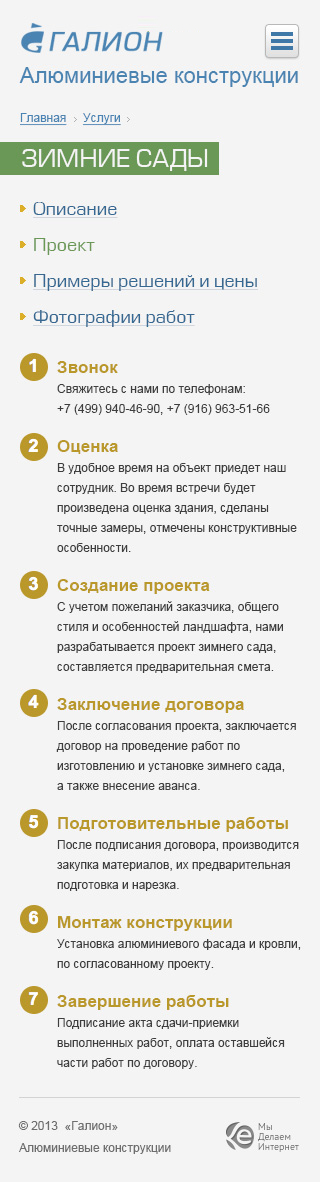 ГАЛИОН
Алюминиевые конструкции
Главная > Услуги >
ЗИМНИЕ САДЫ
Описание
Проект
Примеры решений и цены
Фотографии работ
1 Звонок
Свяжитесь с нами по телефонам:
+7 (499) 940-46-90, +7 (916) 963-51-66
2 Оценка
В удобное время на объект приедет наш
сотрудник. Во время встречи будет
произведена оценка здания, сделаны
точные замеры, отмечены конструктивные
особенности.
3 Создание проекта
С учетом пожеланий заказчика, общего
стиля и особенностей ландшафта, нами
разрабатывается проект зимнего сада,
составляется предварительная смета.
4 Заключение договора
После согласования проекта, заключается
договор на проведение работ по
изготовлению и установке зимнего сада,
а также внесение аванса.
5 Подготовительные работы
После подписания договора, производится
закупка материалов, их предварительная
подготовка и нарезка.
6 Монтаж конструкции
Установка алюминиевого фасада и кровли,
по согласованному проекту.
7 Завершение работы
Подписание акта сдачи-приемки
выполненных работ, оплата оставшейся
части работ по договору.
© 2013 «Галион»
Алюминиевые конструкции
Мы
Делаем
Интернет